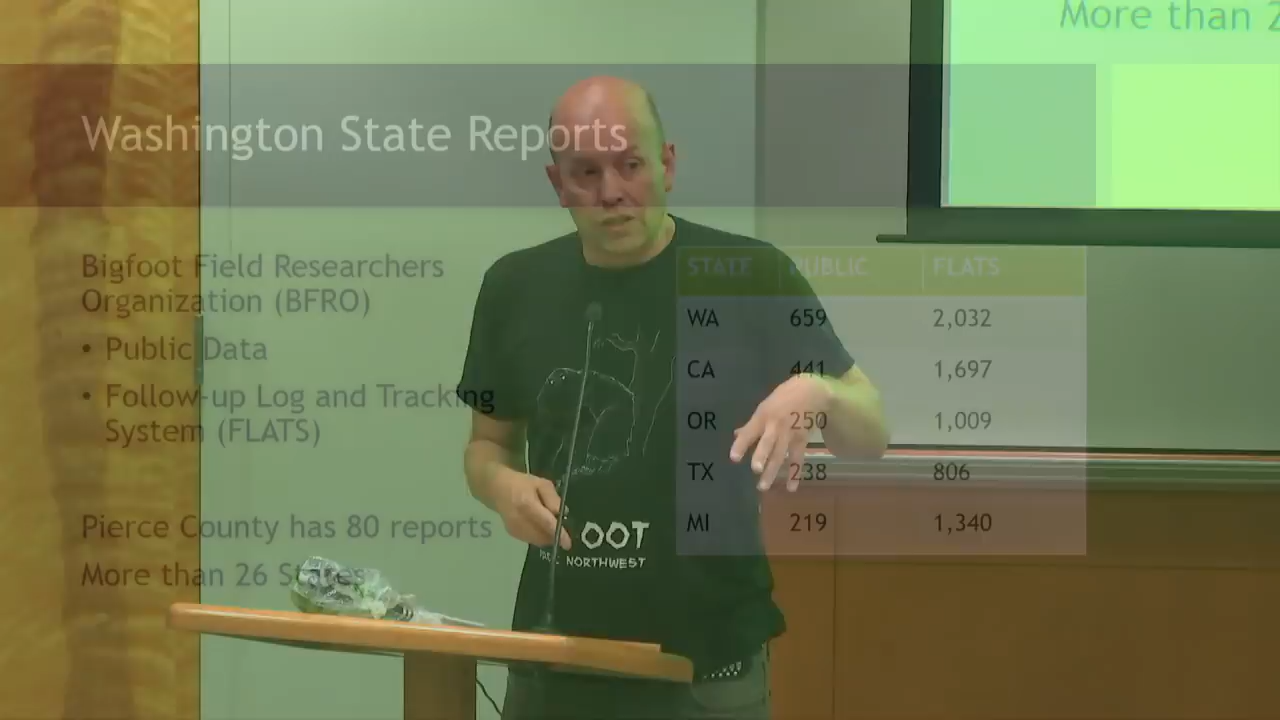 More than 2
Washington State Reports
Bigfoot Field Researchers
Organization (BFRO)
• Public Data
• Follow-up Log and Tracking
System (FLATS)
Pierce County has 80 reports
More than 26 States
STATE PUBLIC FLATS
WA 659 2,032
CA 441 1,697
OR 250 1,009
TX 238 806
MI 219 1,340
OOT
NORTHWEST